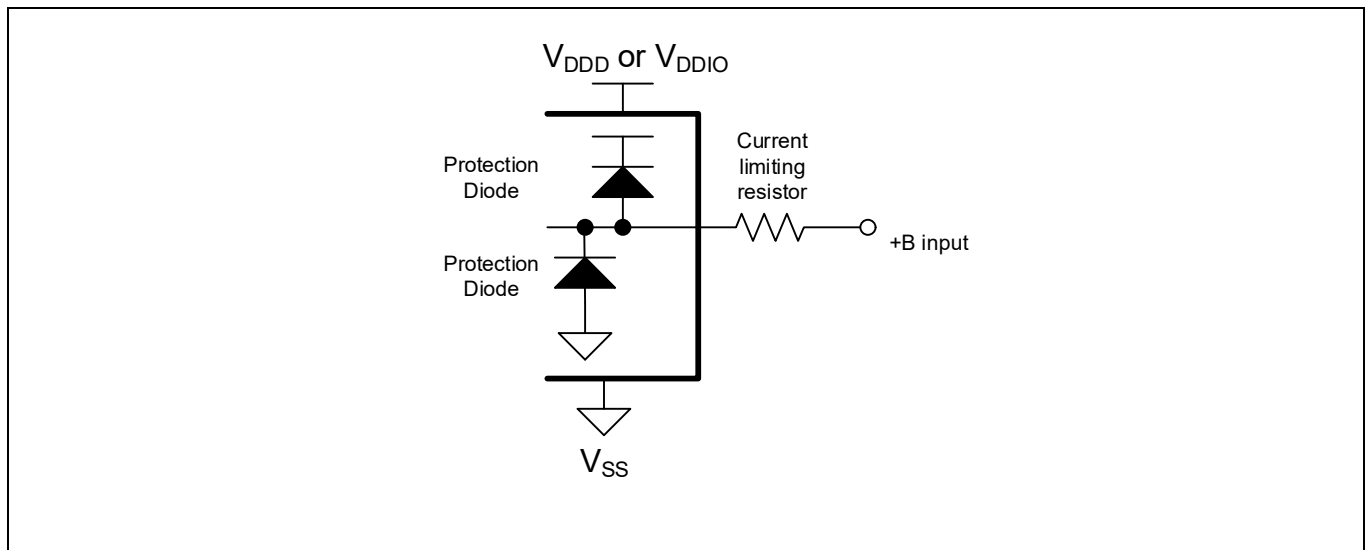 VDDD or VDDIO
Current
limiting
resistor
Protection
Diode
+B input
Protection
Diode
VSS